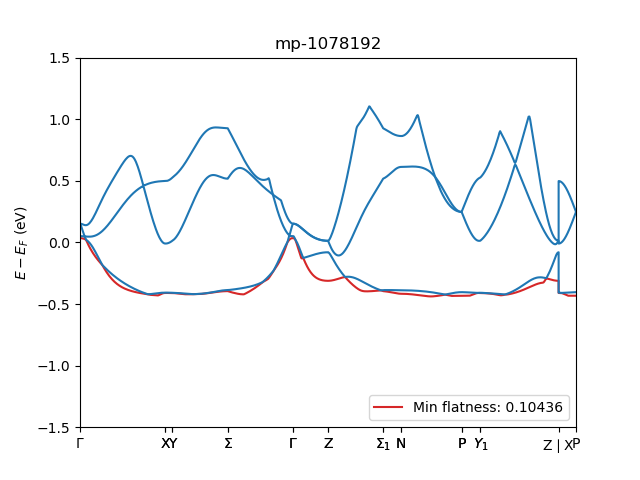 mp-1078192
E − E_F (eV)
1.5
1.0
0.5
0.0
−0.5
−1.0
−1.5
Min flatness: 0.10436
Γ XY Σ Γ Z Σ₁ N P Y₁ Z | X P